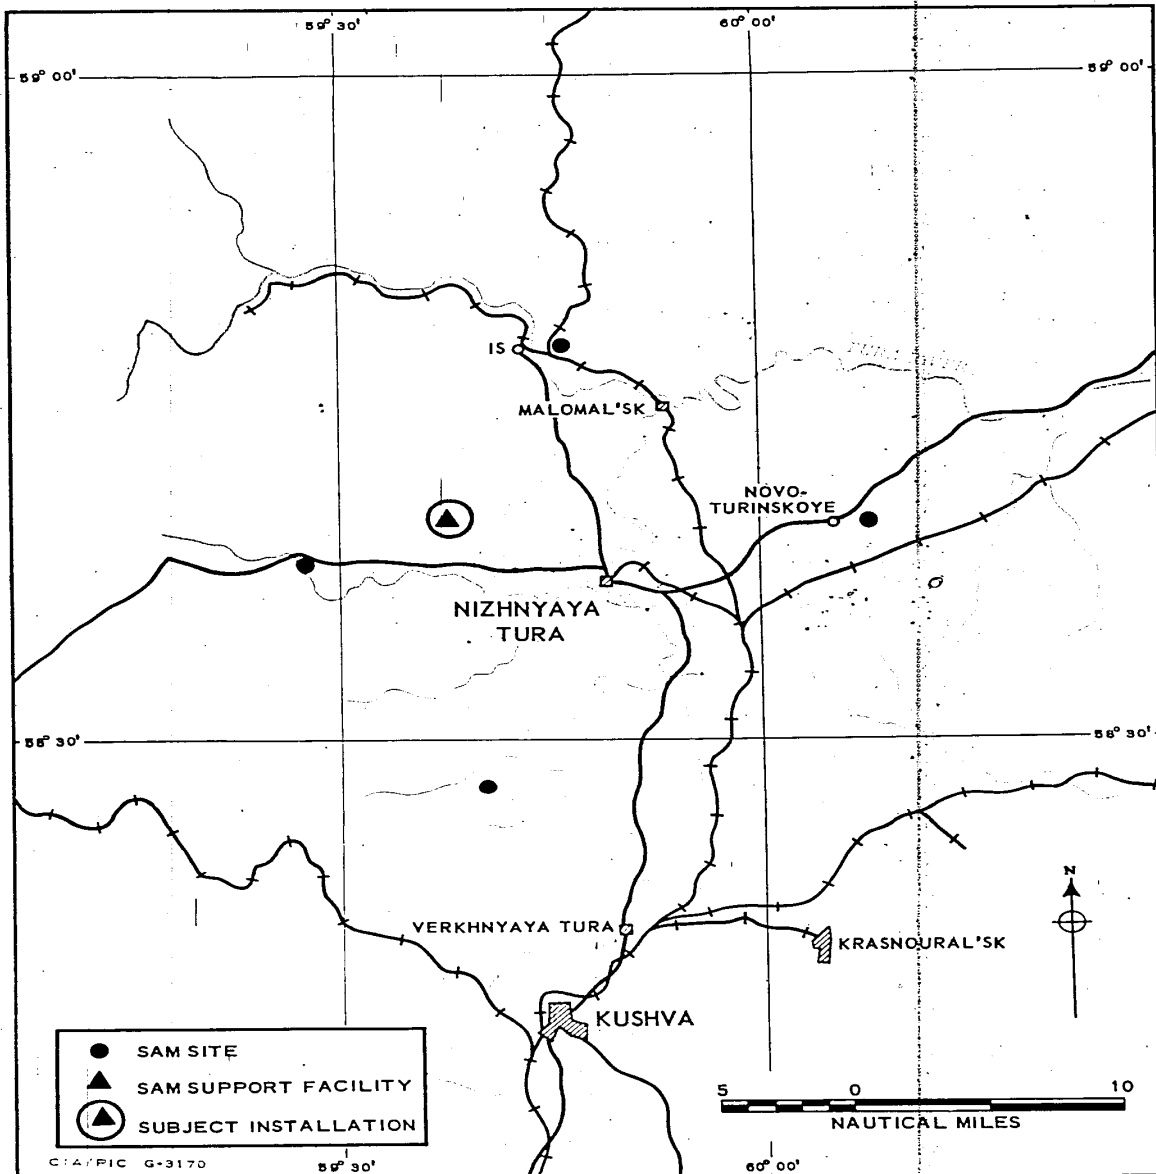 59° 30'
60° 00'
59° 00'
59° 00'
IS
TURA RIVER
MALOMAL'SK
NOVO-
TURINSKOYE
NIZHNYAYA
TURA
58° 30'
58° 30'
VERKHNYAYA TURA
KRASNOURAL'SK
N
KUSHVA
SAM SITE
SAM SUPPORT FACILITY
SUBJECT INSTALLATION
5 0 10
NAUTICAL MILES
CIA/PIC G-3170
59° 30'
60° 00'